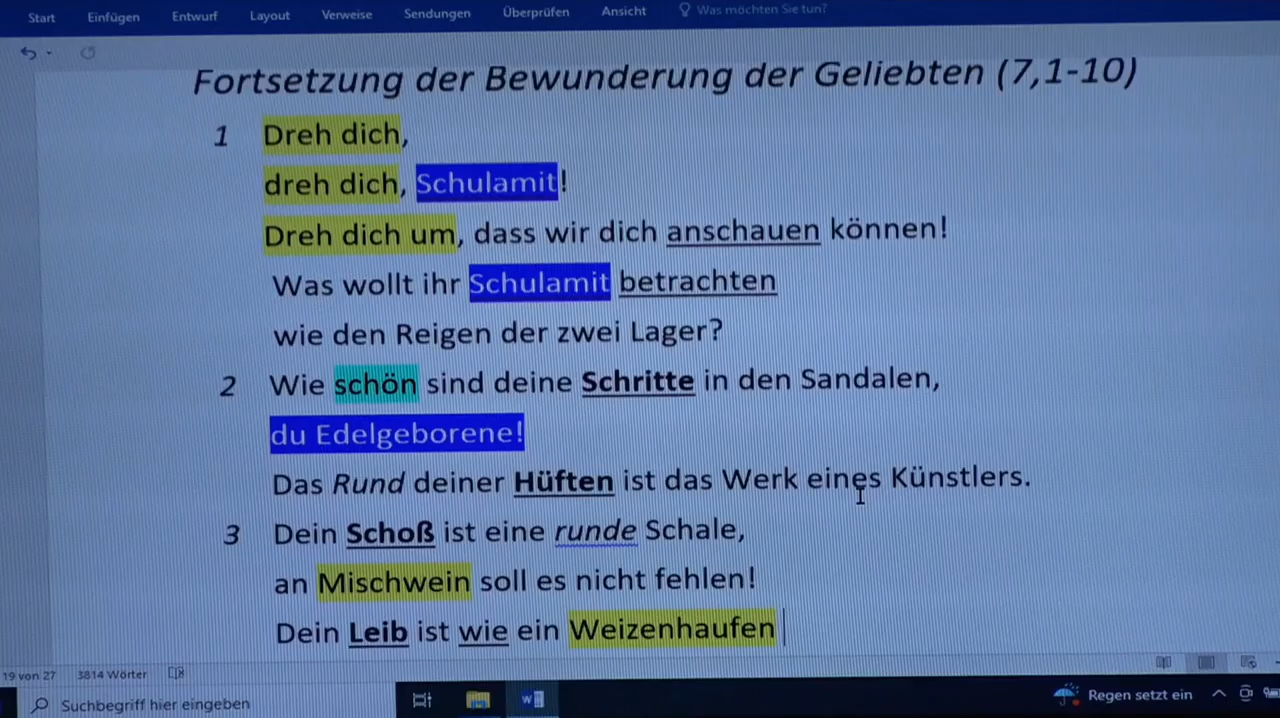 Start Einfügen Entwurf Layout Verweise Sendungen Überprüfen Ansicht Was möchten Sie tun?
Fortsetzung der Bewunderung der Geliebten (7,1-10)
1 Dreh dich,
dreh dich, Schulamit!
Dreh dich um, dass wir dich anschauen können!
Was wollt ihr Schulamit betrachten
wie den Reigen der zwei Lager?
2 Wie schön sind deine Schritte in den Sandalen,
du Edelgeborene!
Das Rund deiner Hüften ist das Werk eines Künstlers.
3 Dein Schoß ist eine runde Schale,
an Mischwein soll es nicht fehlen!
Dein Leib ist wie ein Weizenhaufen
19 von 27 3814 Wörter
Suchbegriff hier eingeben W Regen setzt ein